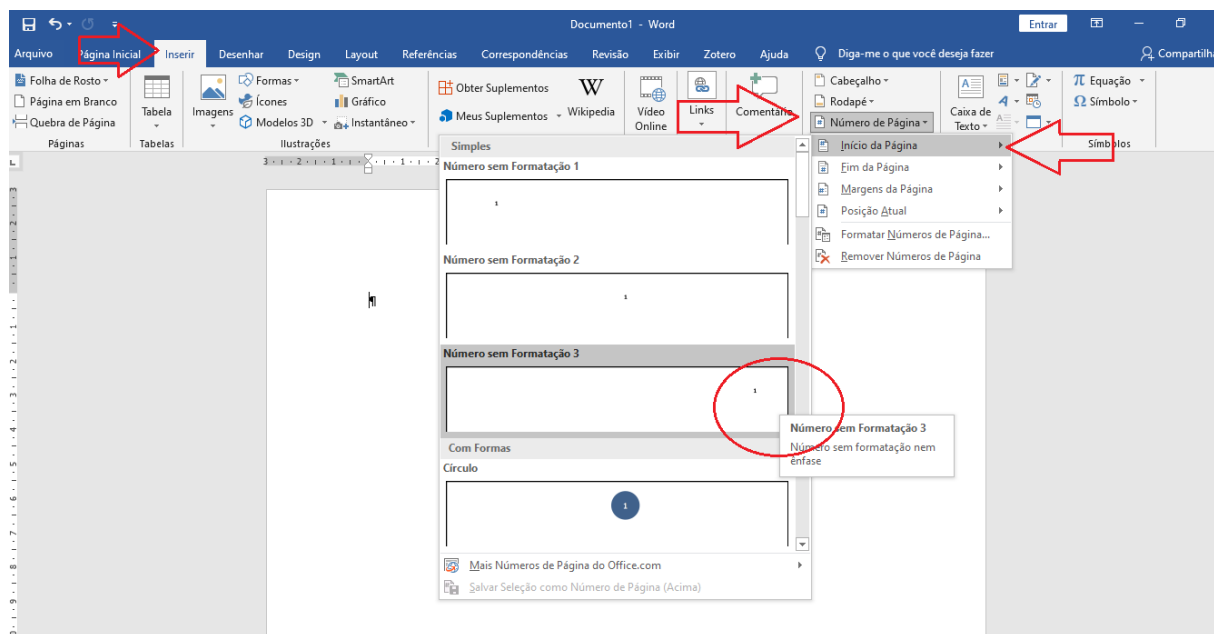 Documento1 - Word
Entrar
Arquivo Página Inicial Inserir Desenhar Design Layout Referências Correspondências Revisão Exibir Zotero Ajuda Diga-me o que você deseja fazer
Folha de Rosto
Página em Branco
Quebra de Página
Páginas
Tabela
Tabelas
Imagens
Formas
Ícones
Modelos 3D
SmartArt
Gráfico
Instantâneo
Ilustrações
Obter Suplementos
Meus Suplementos
W
Wikipedia
Vídeo
Online
Links
Comentário
Cabeçalho
Rodapé
Número de Página
Caixa de
Texto
A
π Equação
Ω Símbolo
Símbolos
Início da Página
Fim da Página
Margens da Página
Posição Atual
Formatar Números de Página...
Remover Números de Página
Simples
Número sem Formatação 1
1
Número sem Formatação 2
1
Número sem Formatação 3
1
Número sem Formatação 3
Número sem formatação nem
ênfase
Com Formas
Círculo
1
Mais Números de Página do Office.com
Salvar Seleção como Número de Página (Acima)
¶